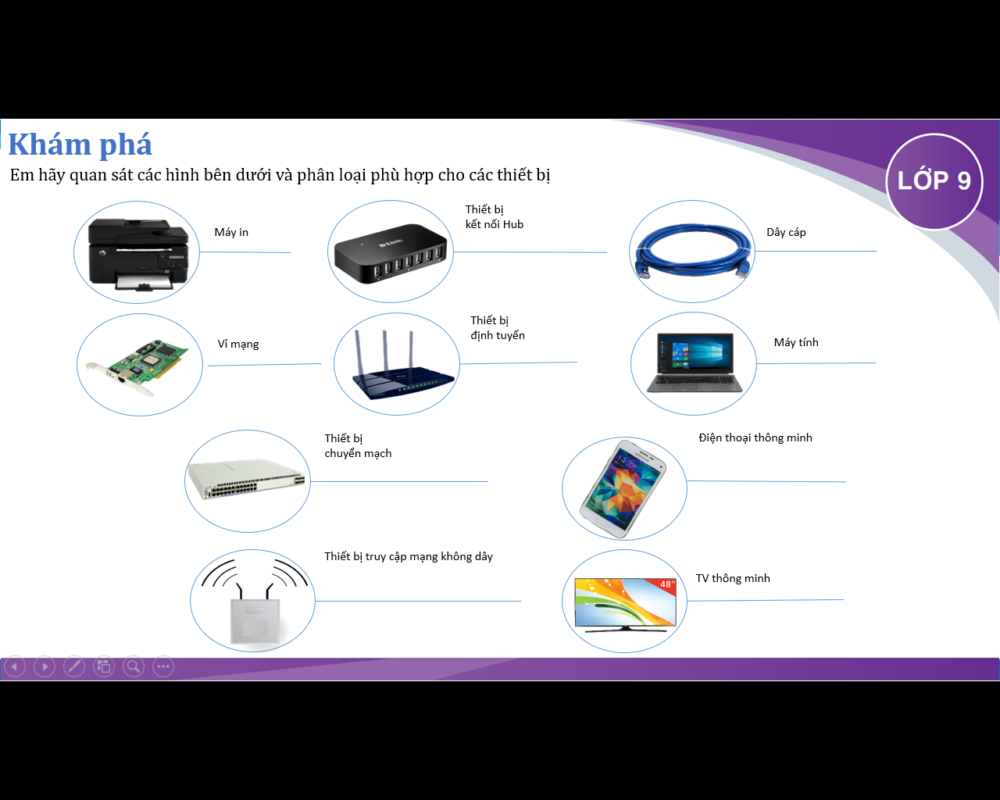 Khám phá
LỚP 9
Em hãy quan sát các hình bên dưới và phân loại phù hợp cho các thiết bị
Máy in
Thiết bị
kết nối Hub
D-Link
Dây cáp
Vỉ mạng
Thiết bị
định tuyến
Máy tính
Thiết bị
chuyển mạch
Điện thoại thông minh
Thiết bị truy cập mạng không dây
TV thông minh
48"